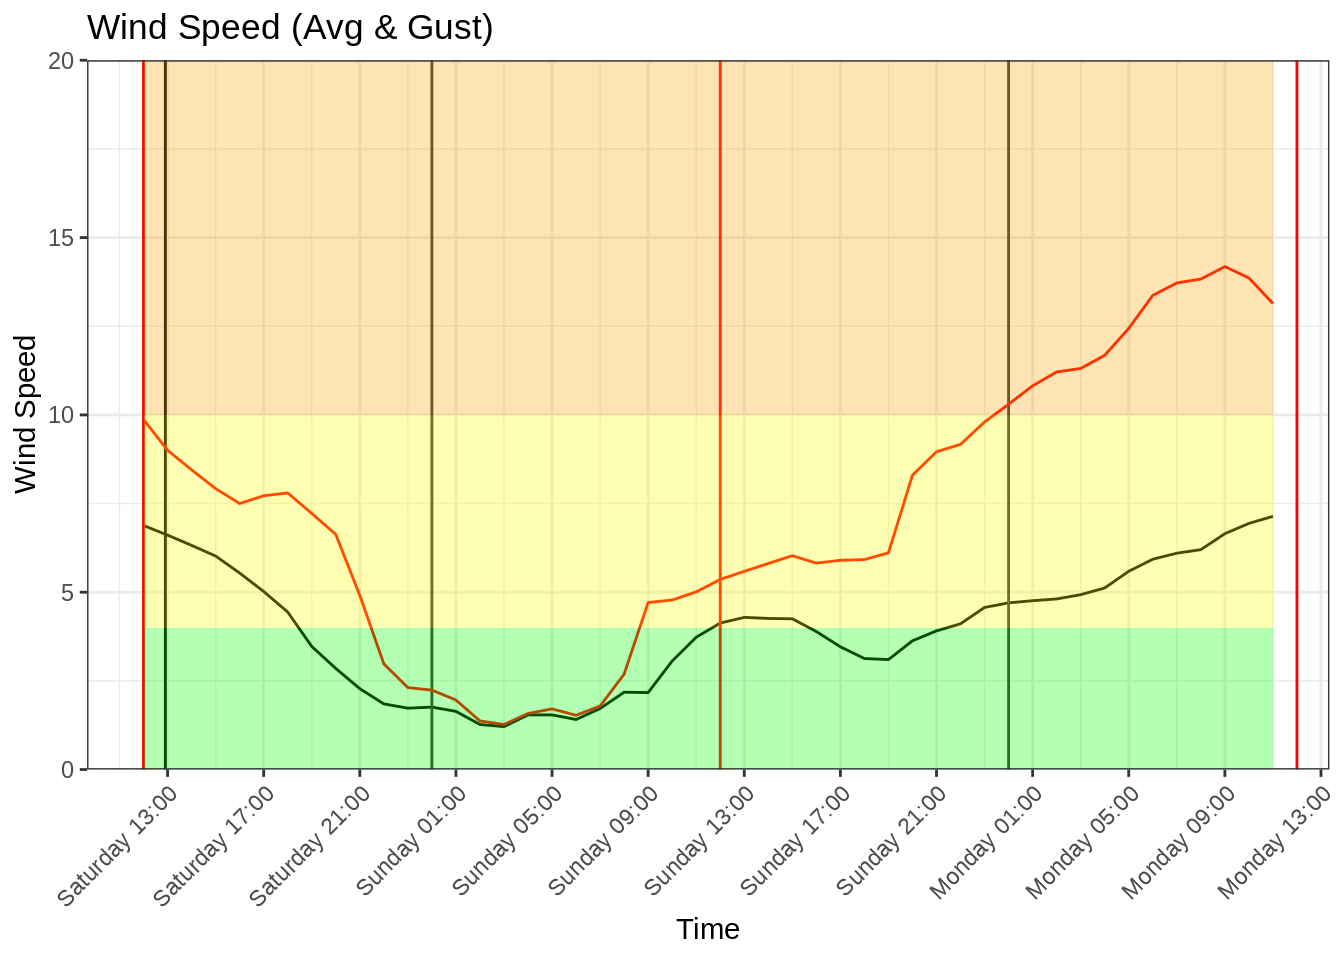 Wind Speed (Avg & Gust)
20
15
10
5
0
Wind Speed
Saturday 13:00
Saturday 17:00
Saturday 21:00
Sunday 01:00
Sunday 05:00
Sunday 09:00
Sunday 13:00
Sunday 17:00
Sunday 21:00
Monday 01:00
Monday 05:00
Monday 09:00
Monday 13:00
Time